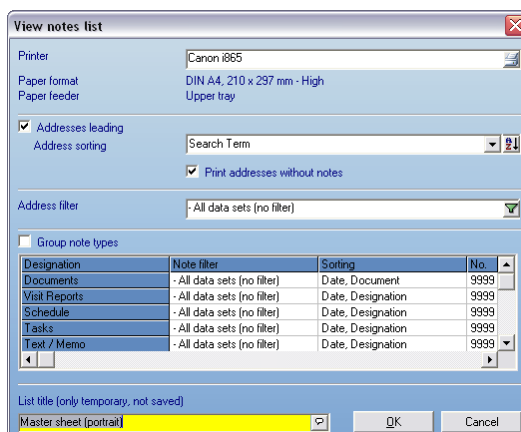 View notes list
Printer Canon i865
Paper format DIN A4, 210 x 297 mm - High
Paper feeder Upper tray
Addresses leading
Address sorting Search Term
Print addresses without notes
Address filter - All data sets (no filter)
Group note types
Designation Note filter Sorting No.
Documents - All data sets (no filter) Date, Document 9999
Visit Reports - All data sets (no filter) Date, Designation 9999
Schedule - All data sets (no filter) Date, Designation 9999
Tasks - All data sets (no filter) Date, Designation 9999
Text / Memo - All data sets (no filter) Date, Designation 9999
List title (only temporary, not saved)
Master sheet (portrait) OK Cancel